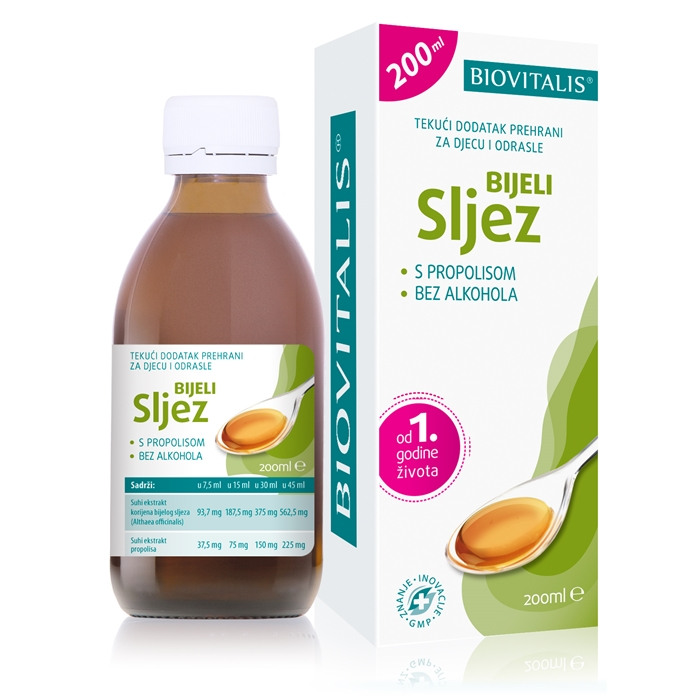 TEKUĆI DODATAK PREHRANI
ZA DJECU I ODRASLE
BIJELI
Sljez
• S PROPOLISOM
• BEZ ALKOHOLA
200ml e
Sadrži: u 7,5 ml u 15 ml u 30 ml u 45 ml
Suhi ekstrakt
korijena bijelog sljeza 93,7 mg 187,5 mg 375 mg 562,5 mg
(Althaea officinalis)
Suhi ekstrakt
propolisa 37,5 mg 75 mg 150 mg 225 mg
BIOVITALIS®
200ml
BIOVITALIS®
TEKUĆI DODATAK PREHRANI
ZA DJECU I ODRASLE
BIJELI
Sljez
• S PROPOLISOM
• BEZ ALKOHOLA
od 1.
godine
života
ZNANJE • INOVACIJE • GMP •
200ml e